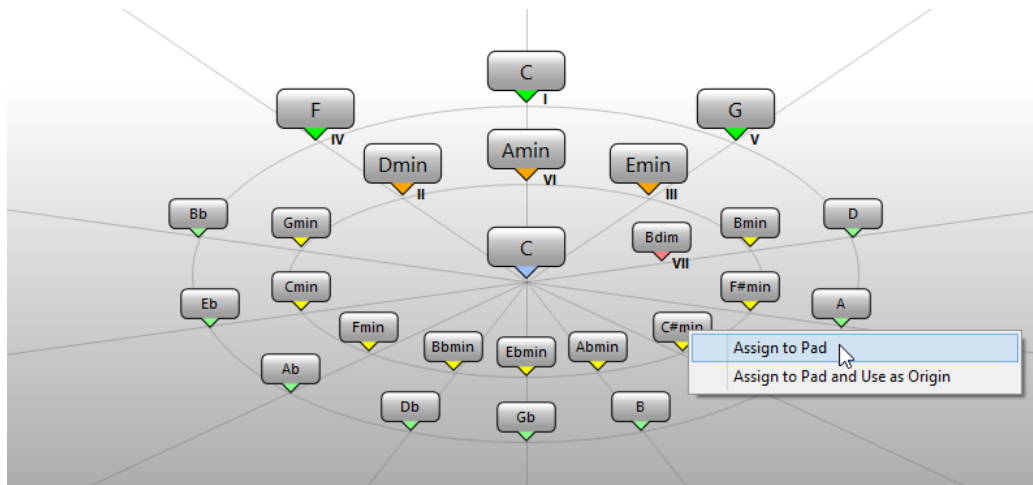 C
I
F
IV
G
V
Amin
VI
Dmin
II
Emin
III
Bb
Gmin
Bmin
D
C
Bdim
VII
Eb
Cmin
F#min
A
Fmin
C#min
Bbmin
Ebmin
Abmin
Assign to Pad
Ab
Assign to Pad and Use as Origin
Db
Gb
B